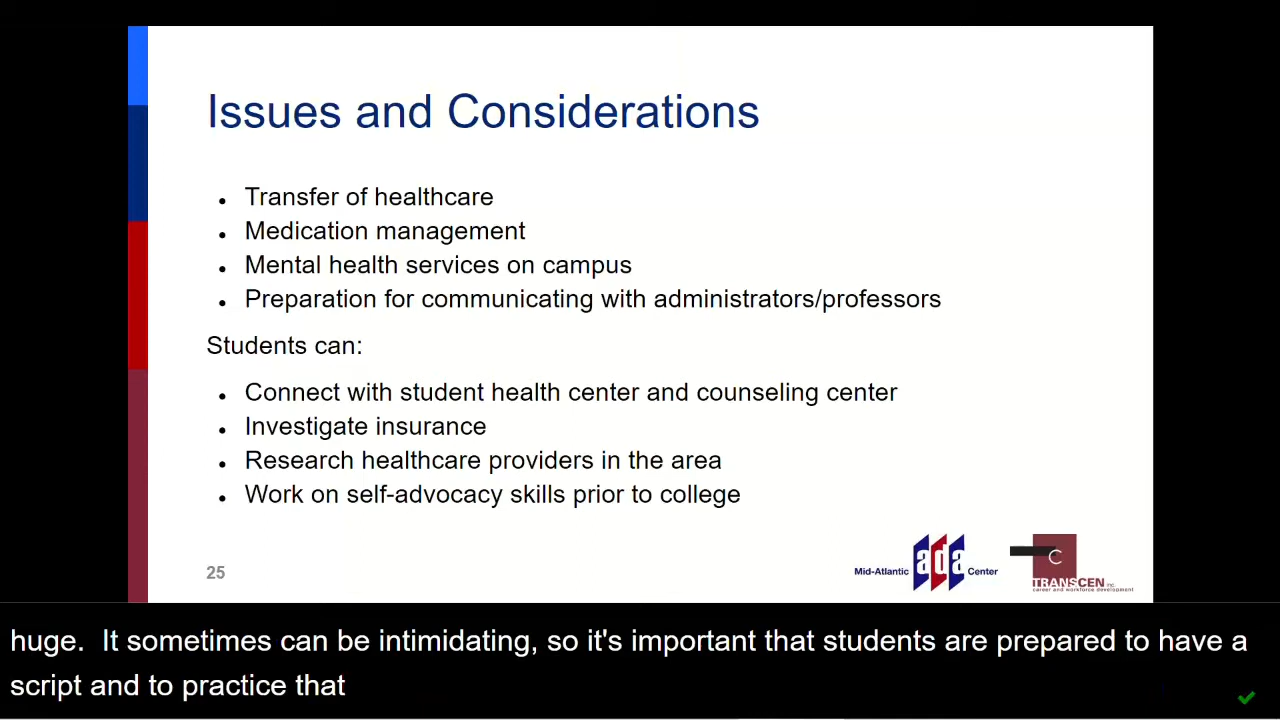 Issues and Considerations
• Transfer of healthcare
• Medication management
• Mental health services on campus
• Preparation for communicating with administrators/professors
Students can:
• Connect with student health center and counseling center
• Investigate insurance
• Research healthcare providers in the area
• Work on self-advocacy skills prior to college
25
Mid-Atlantic ada Center
C
TRANSCEN inc.
career and workforce development
huge.  It sometimes can be intimidating, so it's important that students are prepared to have a
script and to practice that